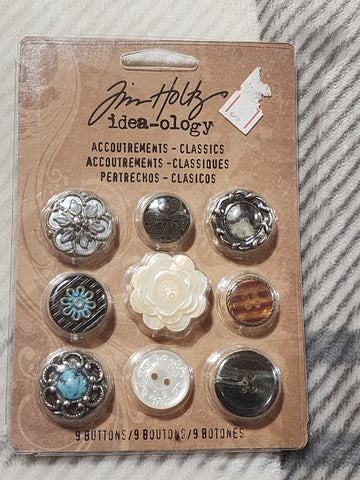 Tim Holtz
idea-ology
ACCOUTREMENTS - CLASSICS
ACCOUTREMENTS - CLASSIQUES
PERTRECHOS - CLASICOS
9 BUTTONS/9 BOUTONS/9 BOTONES